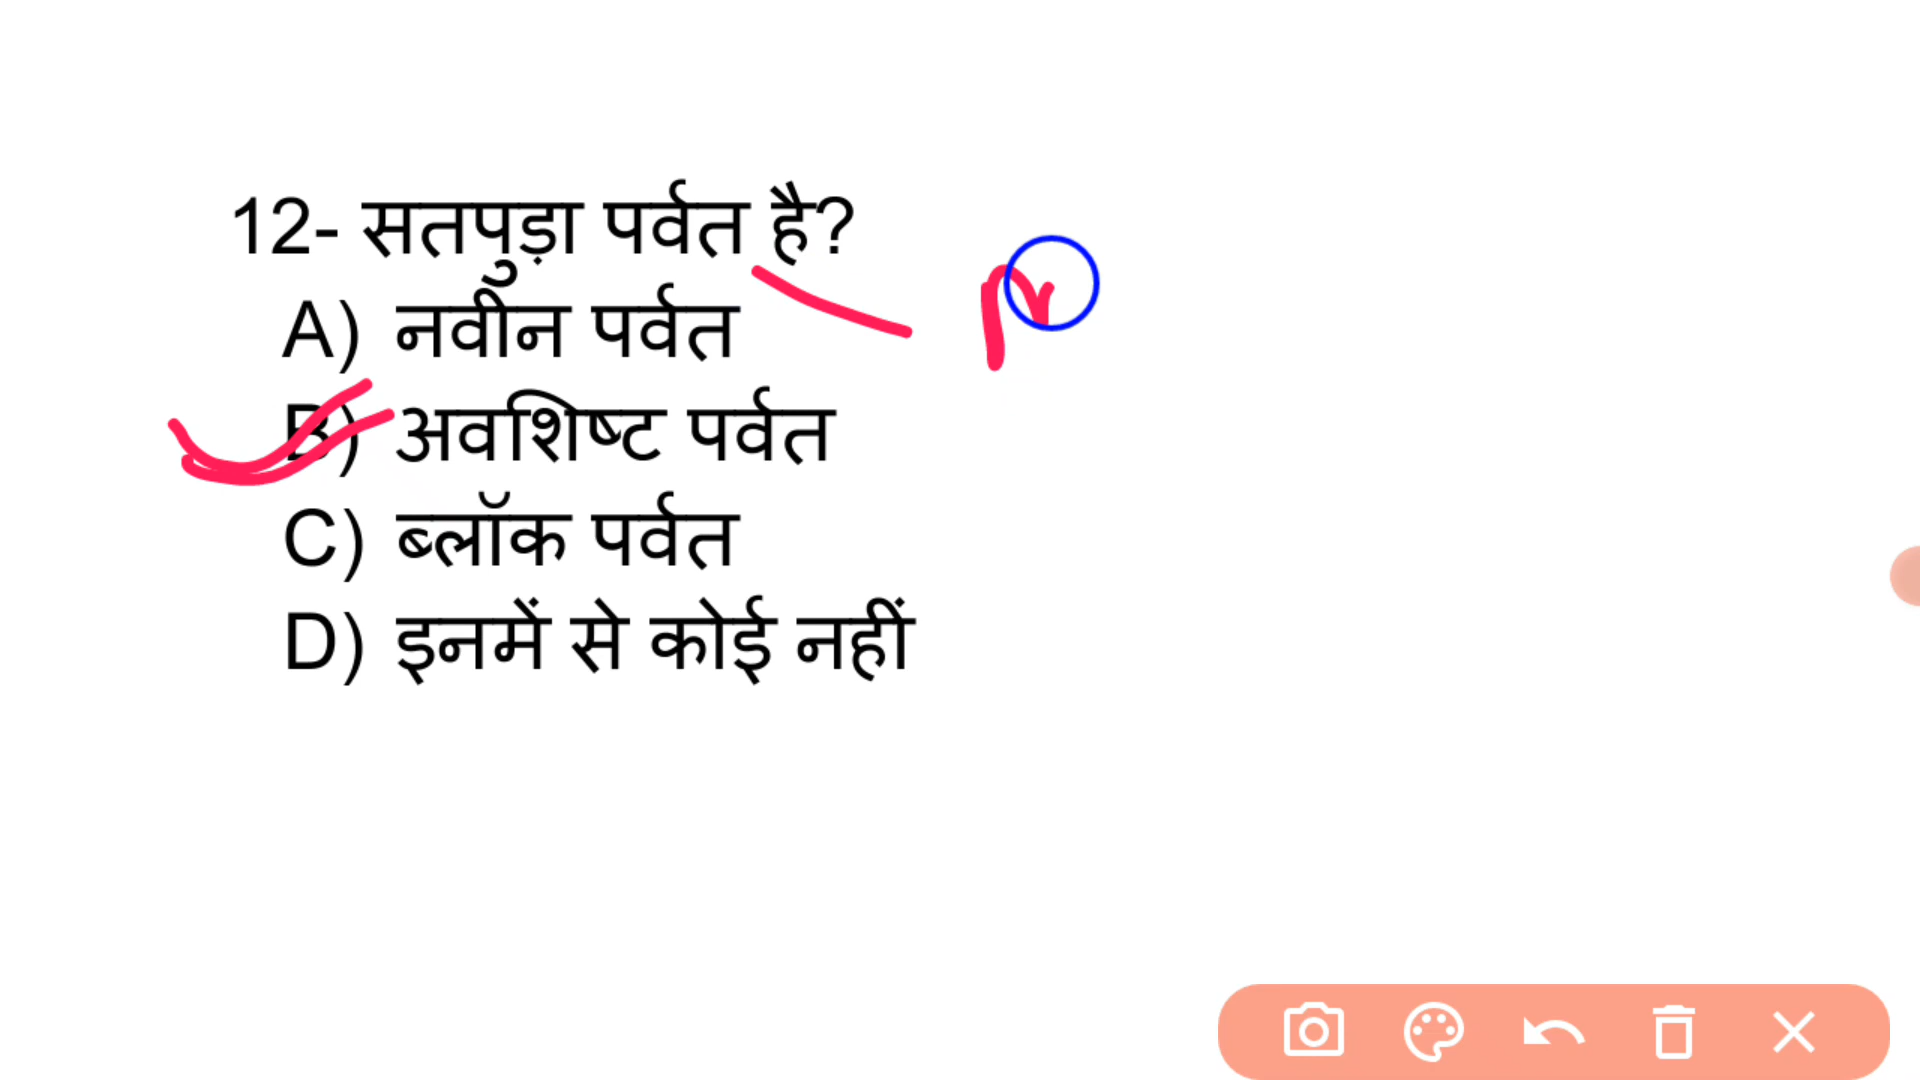 12- सतपुड़ा पर्वत है?
A) नवीन पर्वत
B) अवशिष्ट पर्वत
C) ब्लॉक पर्वत
D) इनमें से कोई नहीं